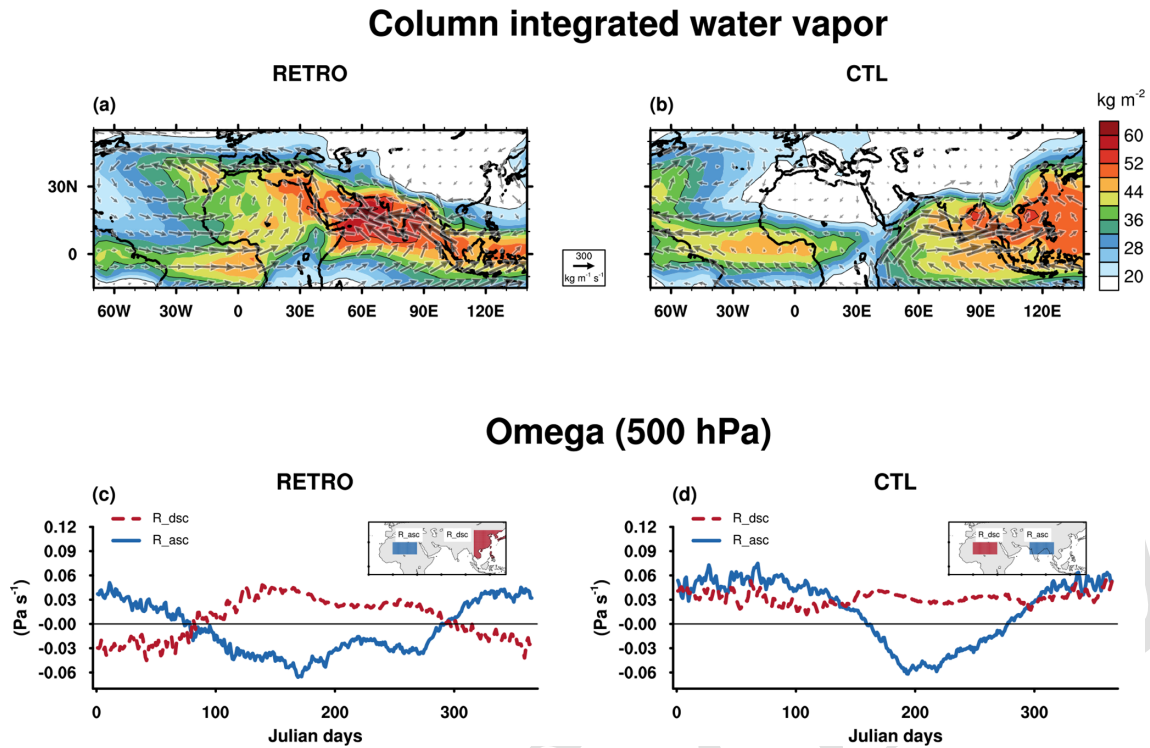 Column integrated water vapor
RETRO
CTL
(a)
(b)
kg m-2
30N
0
60
52
44
36
28
20
300
kg m-1 s-1
60W 0 30E 60E 90E 120E
60W 0 30E 60E 90E 120E
Omega (500 hPa)
RETRO
CTL
(c)
(d)
R_dsc
R_asc
R_asc R_dsc
R_dsc
R_asc
R_dsc R_asc
0.12
0.09
0.06
0.03
-0.00
-0.03
-0.06
(Pa s-1)
0.12
0.09
0.06
0.03
-0.00
-0.03
-0.06
(Pa s-1)
0 100 200 300
0 100 200 300
Julian days
Julian days